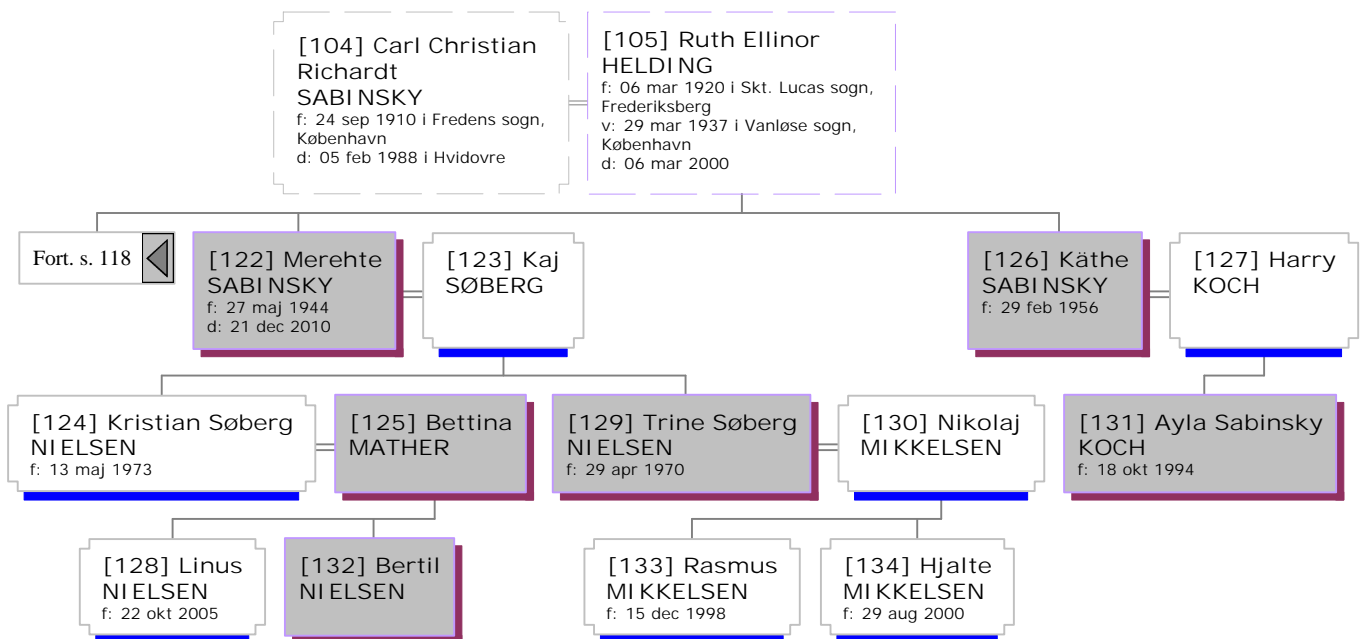 [104] Carl Christian
Richardt
SABINSKY
f: 24 sep 1910 i Fredens sogn,
København
d: 05 feb 1988 i Hvidovre
[105] Ruth Ellinor
HELDING
f: 06 mar 1920 i Skt. Lucas sogn,
Frederiksberg
v: 29 mar 1937 i Vanløse sogn,
København
d: 06 mar 2000
Fort. s. 118
[122] Merehte
SABINSKY
f: 27 maj 1944
d: 21 dec 2010
[123] Kaj
SØBERG
[126] Käthe
SABINSKY
f: 29 feb 1956
[127] Harry
KOCH
[124] Kristian Søberg
NIELSEN
f: 13 maj 1973
[125] Bettina
MATHER
[129] Trine Søberg
NIELSEN
f: 29 apr 1970
[130] Nikolaj
MIKKELSEN
[131] Ayla Sabinsky
KOCH
f: 18 okt 1994
[128] Linus
NIELSEN
f: 22 okt 2005
[132] Bertil
NIELSEN
[133] Rasmus
MIKKELSEN
f: 15 dec 1998
[134] Hjalte
MIKKELSEN
f: 29 aug 2000